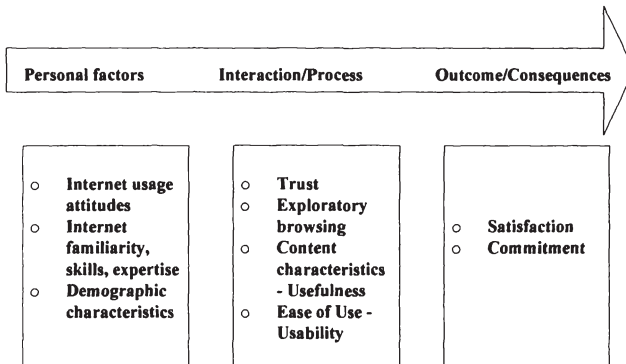 Personal factors Interaction/Process Outcome/Consequences
○ Internet usage
attitudes
○ Internet
familiarity,
skills, expertise
○ Demographic
characteristics
○ Trust
○ Exploratory
browsing
○ Content
characteristics
- Usefulness
○ Ease of Use -
Usability
○ Satisfaction
○ Commitment